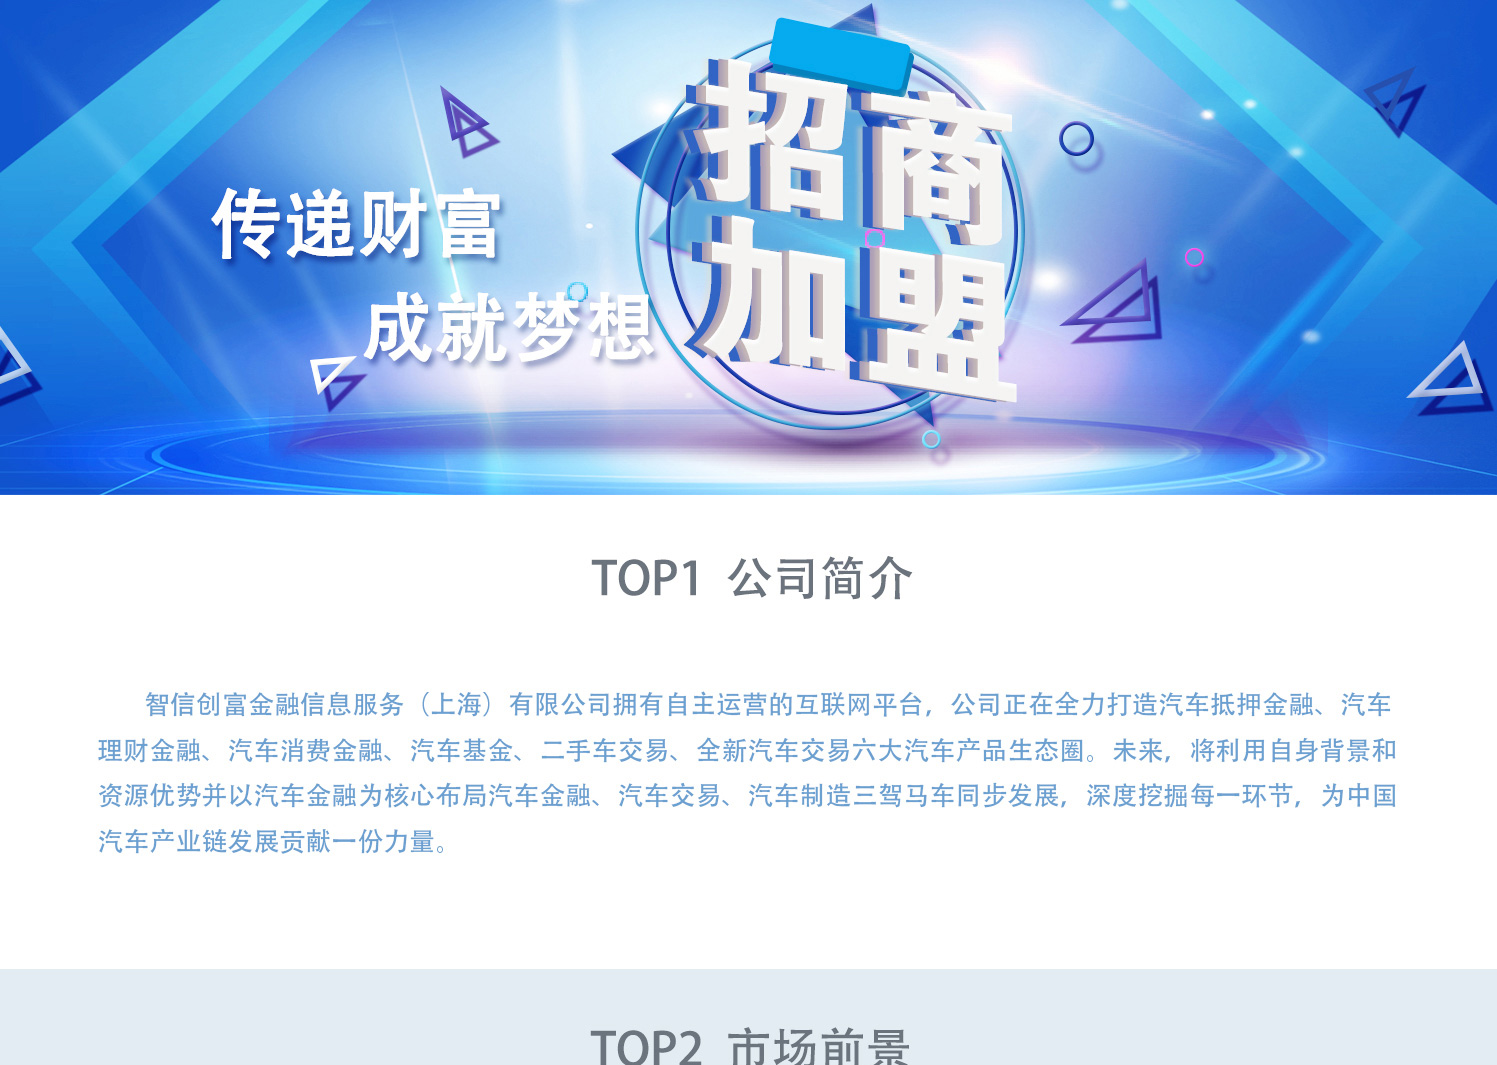 传递财富
成就梦想
招商
加盟
TOP1 公司简介
智信创富金融信息服务（上海）有限公司拥有自主运营的互联网平台，公司正在全力打造汽车抵押金融、汽车
理财金融、汽车消费金融、汽车基金、二手车交易、全新汽车交易六大汽车产品生态圈。未来，将利用自身背景和
资源优势并以汽车金融为核心布局汽车金融、汽车交易、汽车制造三驾马车同步发展，深度挖掘每一环节，为中国
汽车产业链发展贡献一份力量。
TOP2 市场前景